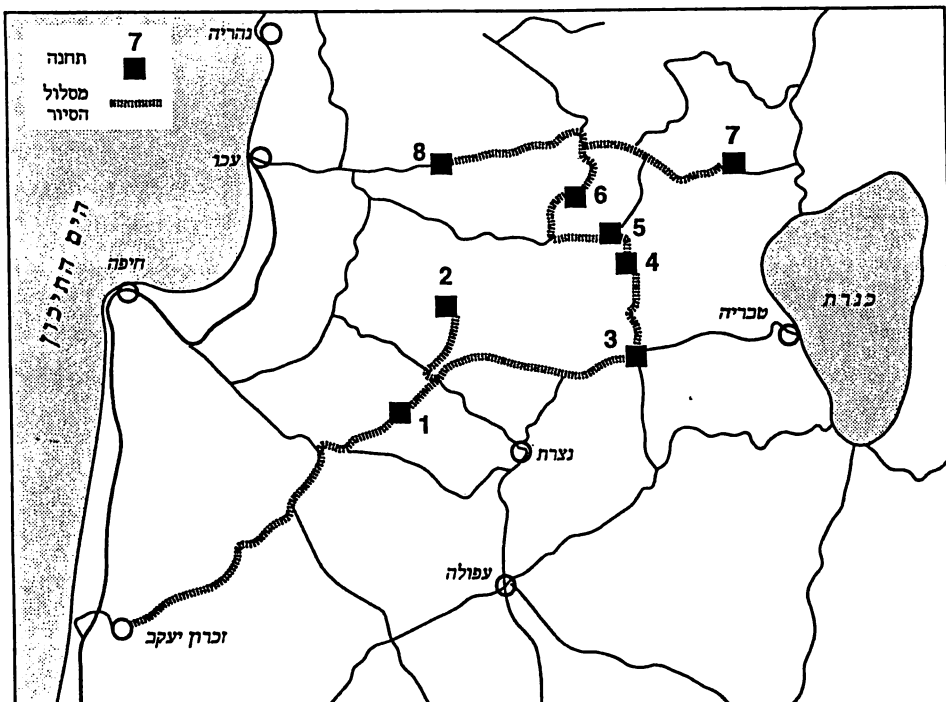 7
תחנה
מסלול
הסיור
נהריה
עכו
חיפה
הים התיכון
8
7
6
5
4
כנרת
טבריה
2
3
1
נצרת
עפולה
זכרון יעקב